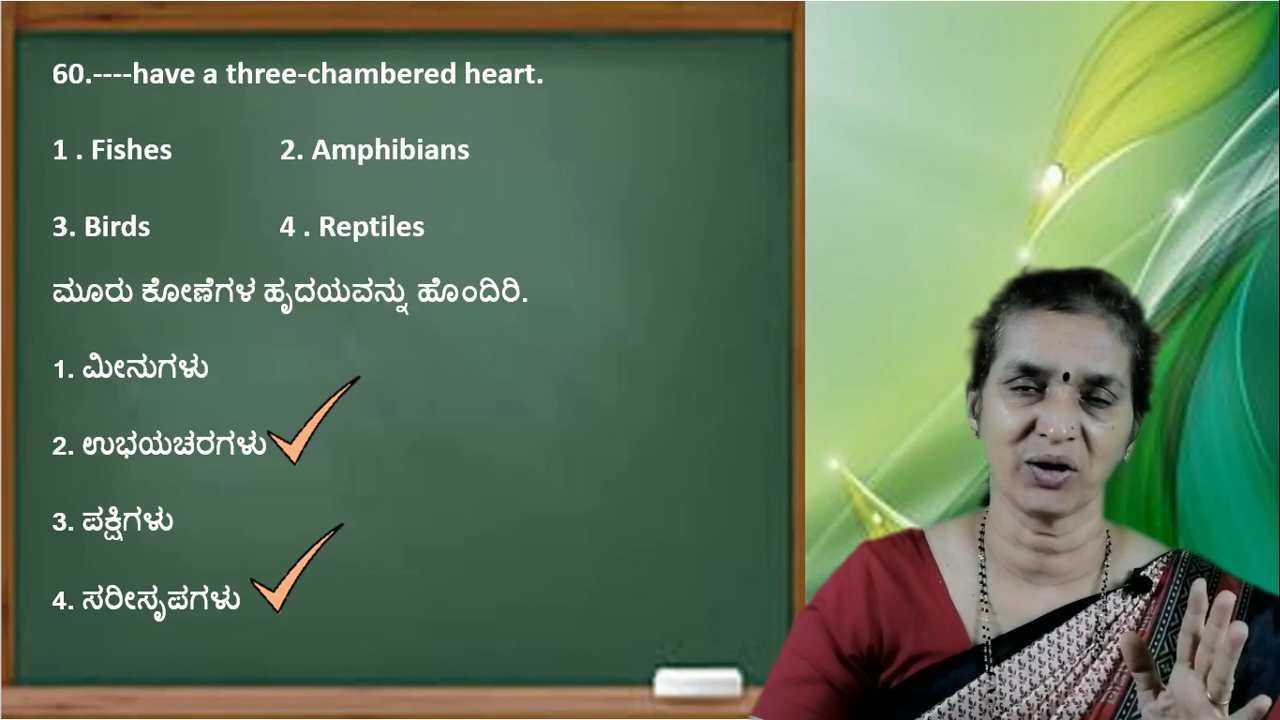 60.----have a three-chambered heart.
1 . Fishes 2. Amphibians
3. Birds 4 . Reptiles
ಮೂರು ಕೋಣೆಗಳ ಹೃದಯವನ್ನು ಹೊಂದಿರಿ.
1. ಮೀನುಗಳು
2. ಉಭಯಚರಗಳು
3. ಪಕ್ಷಿಗಳು
4. ಸರೀಸೃಪಗಳು